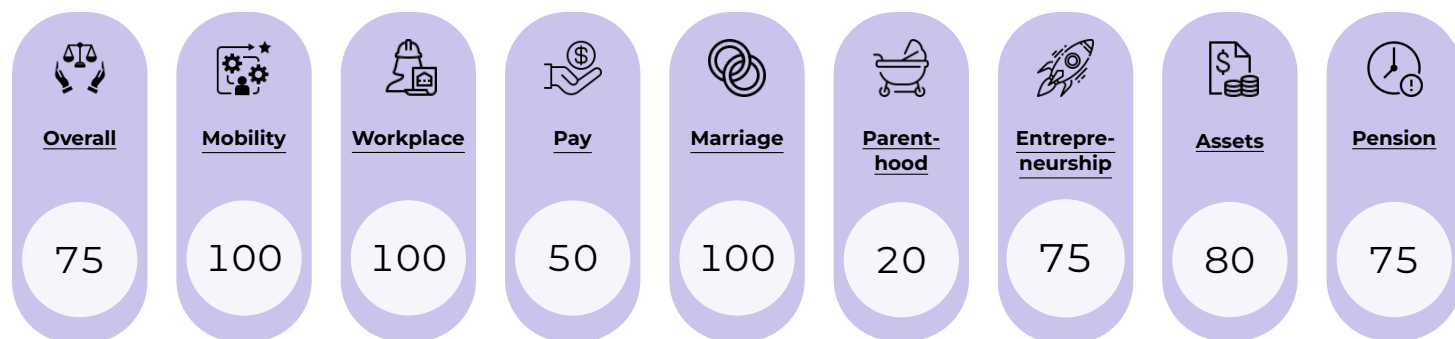 Overall
75
Mobility
100
Workplace
100
Pay
50
Marriage
100
Parent-
hood
20
Entrepre-
neurship
75
Assets
80
Pension
75